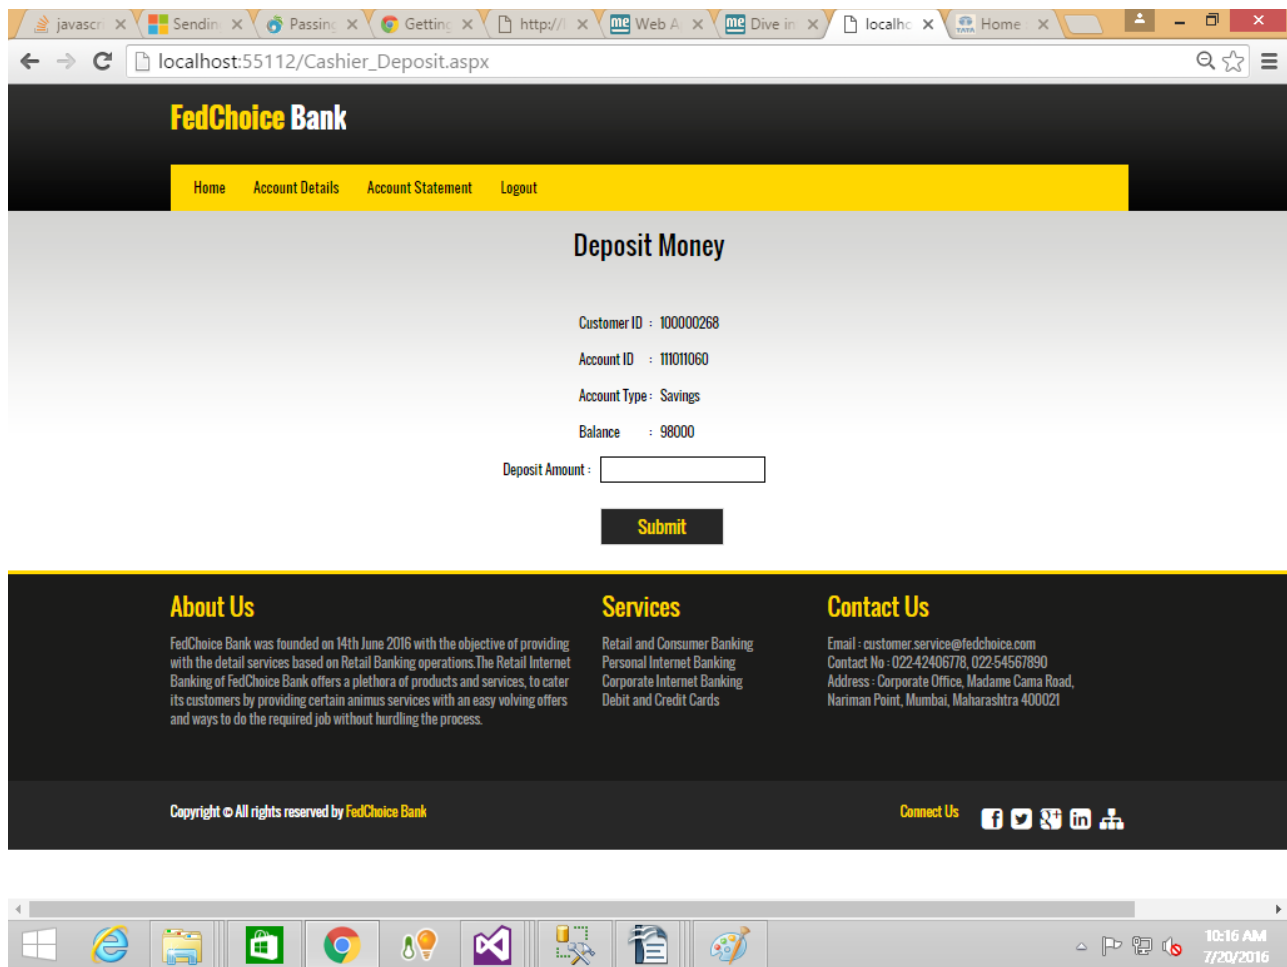 javascri
Sendin
Passing
Getting
http://l
Web A
Dive in
localho
TATA
Home
localhost:55112/Cashier_Deposit.aspx
FedChoice Bank
Home Account Details Account Statement Logout
Deposit Money
Customer ID : 100000268
Account ID : 111011060
Account Type : Savings
Balance : 98000
Deposit Amount :
Submit
About Us
FedChoice Bank was founded on 14th June 2016 with the objective of providing
with the detail services based on Retail Banking operations.The Retail Internet
Banking of FedChoice Bank offers a plethora of products and services, to cater
its customers by providing certain animus services with an easy volving offers
and ways to do the required job without hurdling the process.
Services
Retail and Consumer Banking
Personal Internet Banking
Corporate Internet Banking
Debit and Credit Cards
Contact Us
Email : customer.service@fedchoice.com
Contact No : 022-42406778, 022-54567890
Address : Corporate Office, Madame Cama Road,
Nariman Point, Mumbai, Maharashtra 400021
Copyright © All rights reserved by FedChoice Bank
Connect Us
10:16 AM
7/20/2016